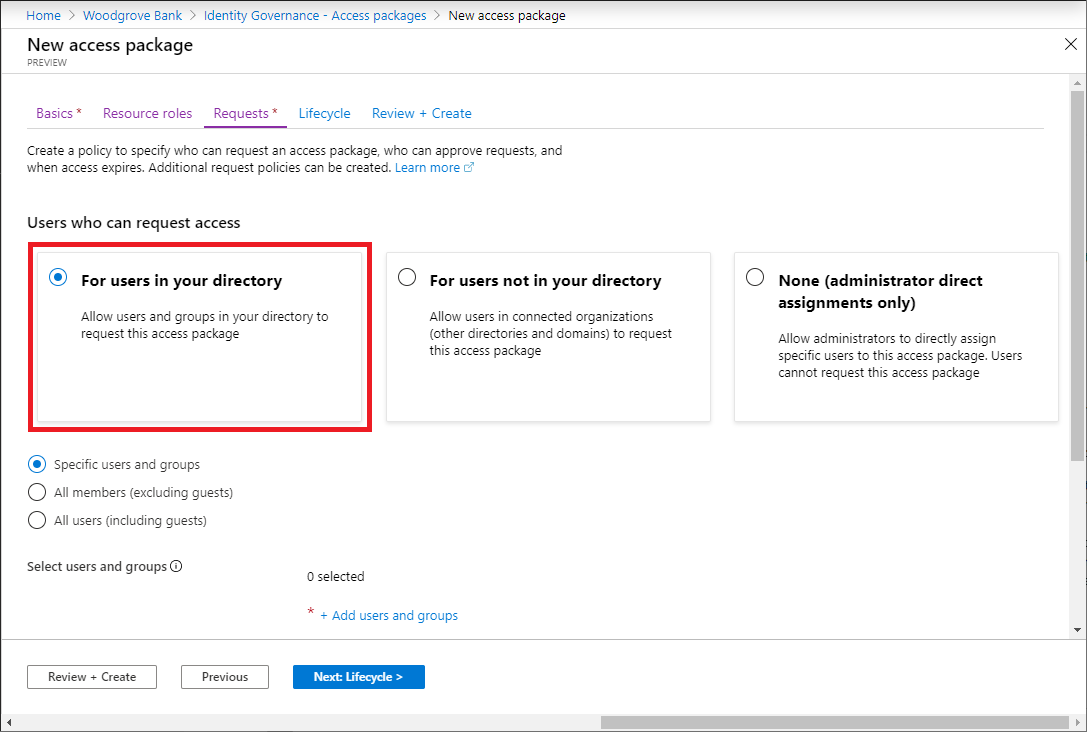 Home > Woodgrove Bank > Identity Governance - Access packages > New access package
New access package
PREVIEW
Basics * Resource roles Requests * Lifecycle Review + Create
Create a policy to specify who can request an access package, who can approve requests, and
when access expires. Additional request policies can be created. Learn more
Users who can request access
For users in your directory
Allow users and groups in your directory to
request this access package
For users not in your directory
Allow users in connected organizations
(other directories and domains) to request
this access package
None (administrator direct
assignments only)
Allow administrators to directly assign
specific users to this access package. Users
cannot request this access package
Specific users and groups
All members (excluding guests)
All users (including guests)
Select users and groups
0 selected
* + Add users and groups
Review + Create Previous Next: Lifecycle >